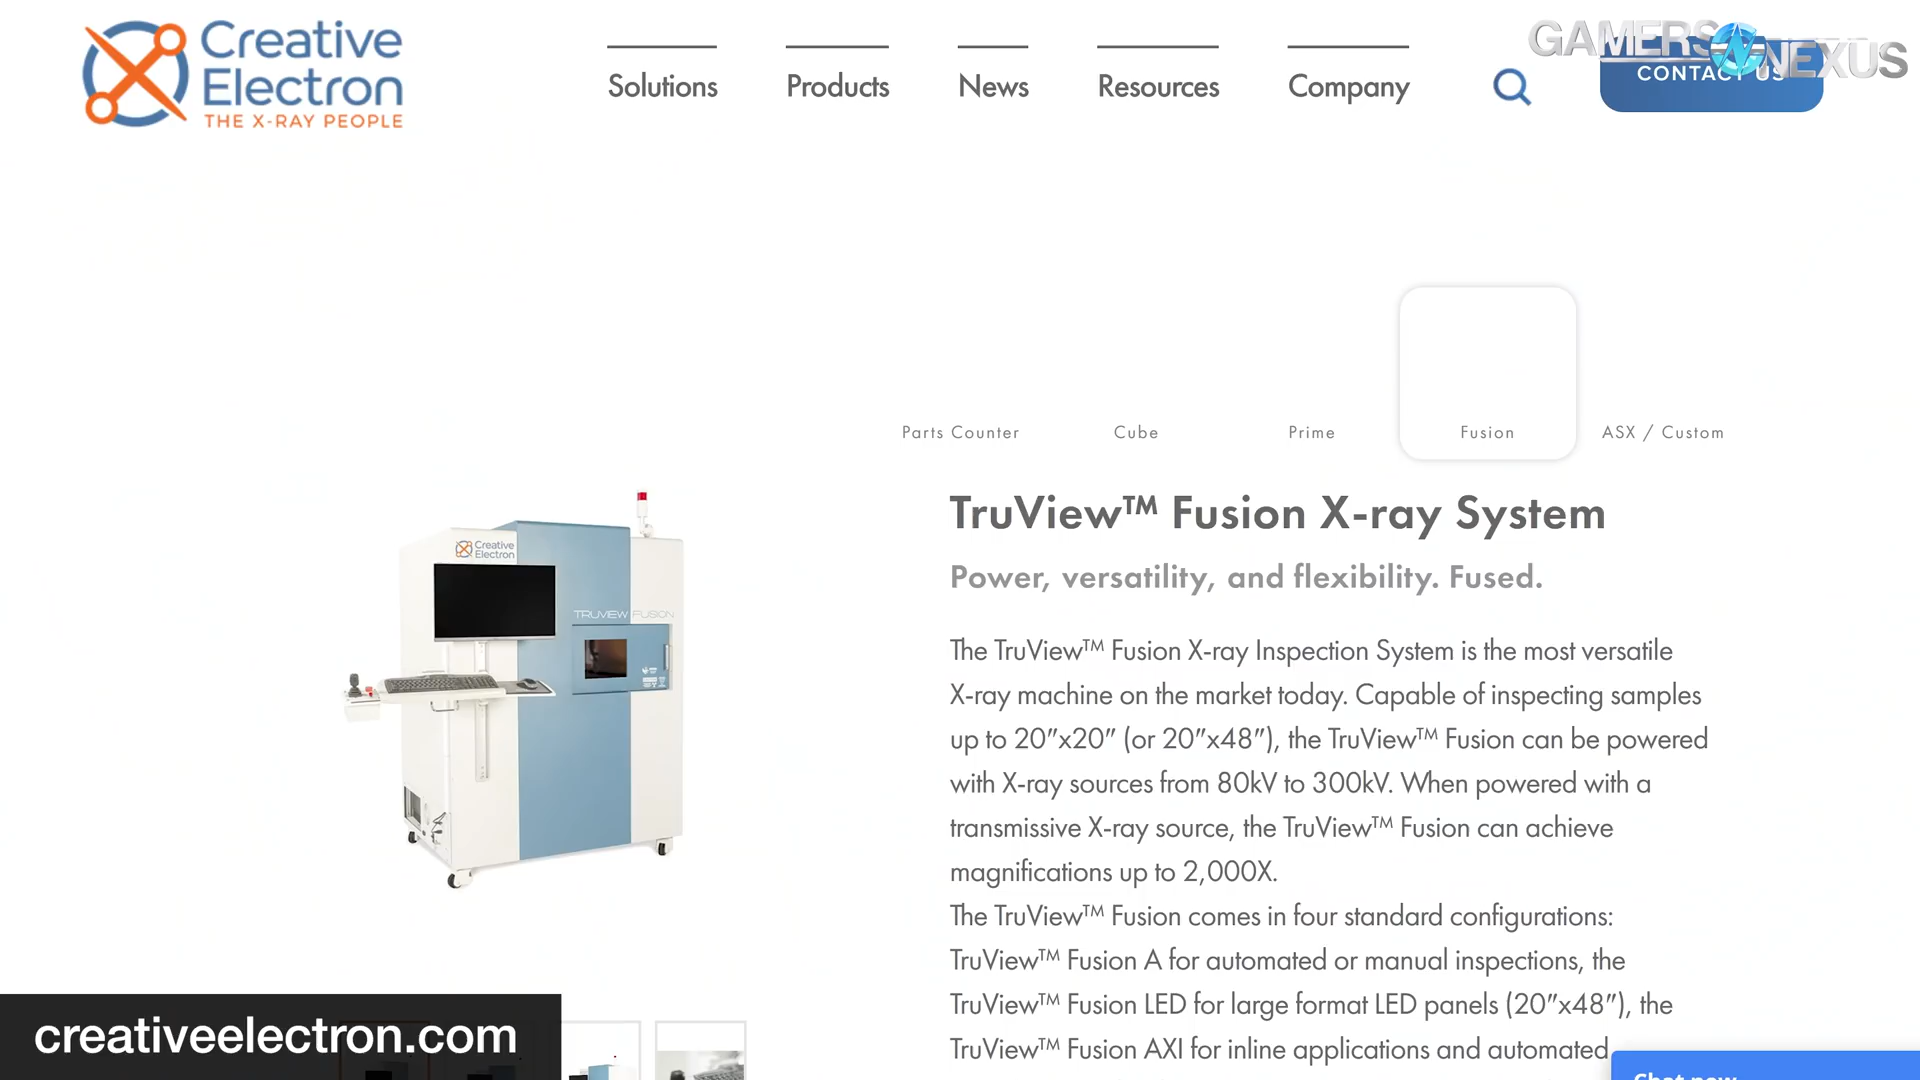 Creative
Electron
THE X-RAY PEOPLE
Solutions
Products
News
Resources
Company
CONTACT US
GAMERS NEXUS
Parts Counter
Cube
Prime
Fusion
ASX / Custom
TruView™ Fusion X-ray System
Power, versatility, and flexibility. Fused.
The TruView™ Fusion X-ray Inspection System is the most versatile
X-ray machine on the market today. Capable of inspecting samples
up to 20″x20″ (or 20″x48″), the TruView™ Fusion can be powered
with X-ray sources from 80kV to 300kV. When powered with a
transmissive X-ray source, the TruView™ Fusion can achieve
magnifications up to 2,000X.
The TruView™ Fusion comes in four standard configurations:
TruView™ Fusion A for automated or manual inspections, the
TruView™ Fusion LED for large format LED panels (20″x48″), the
TruView™ Fusion AXI for inline applications and automated
Creative
Electron
TRUVIEW FUSION
creativeelectron.com
Chat now